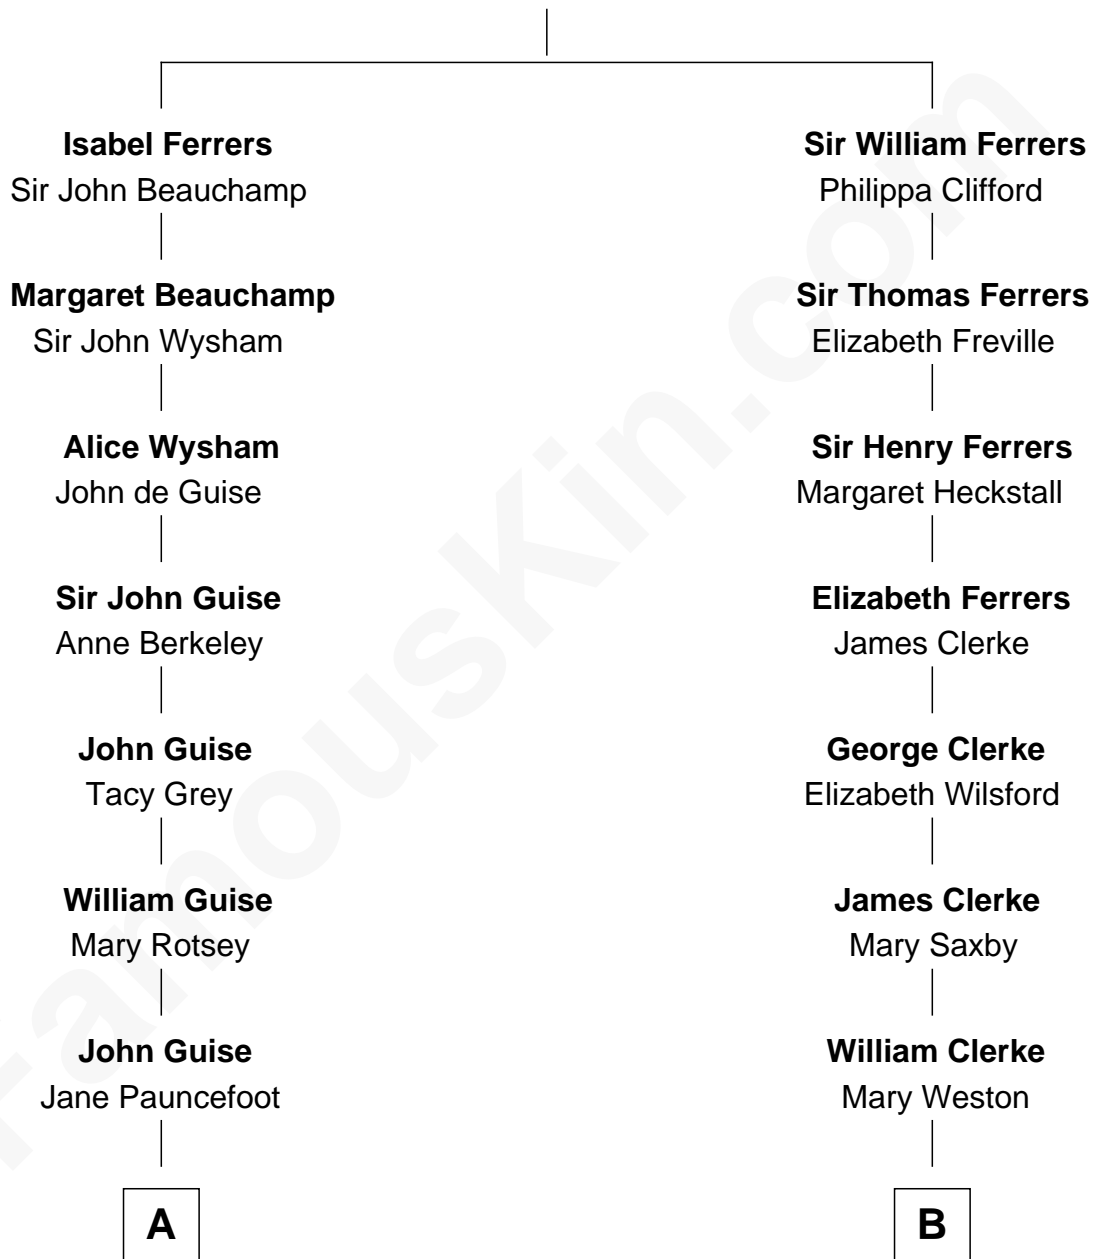 Isabel Ferrers
Sir John Beauchamp
Margaret Beauchamp
Sir John Wysham
Alice Wysham
John de Guise
Sir John Guise
Anne Berkeley
John Guise
Tacy Grey
William Guise
Mary Rotsey
John Guise
Jane Pauncefoot
A
Sir William Ferrers
Philippa Clifford
Sir Thomas Ferrers
Elizabeth Freville
Sir Henry Ferrers
Margaret Heckstall
Elizabeth Ferrers
James Clerke
George Clerke
Elizabeth Wilsford
James Clerke
Mary Saxby
William Clerke
Mary Weston
B
FamousKin.com